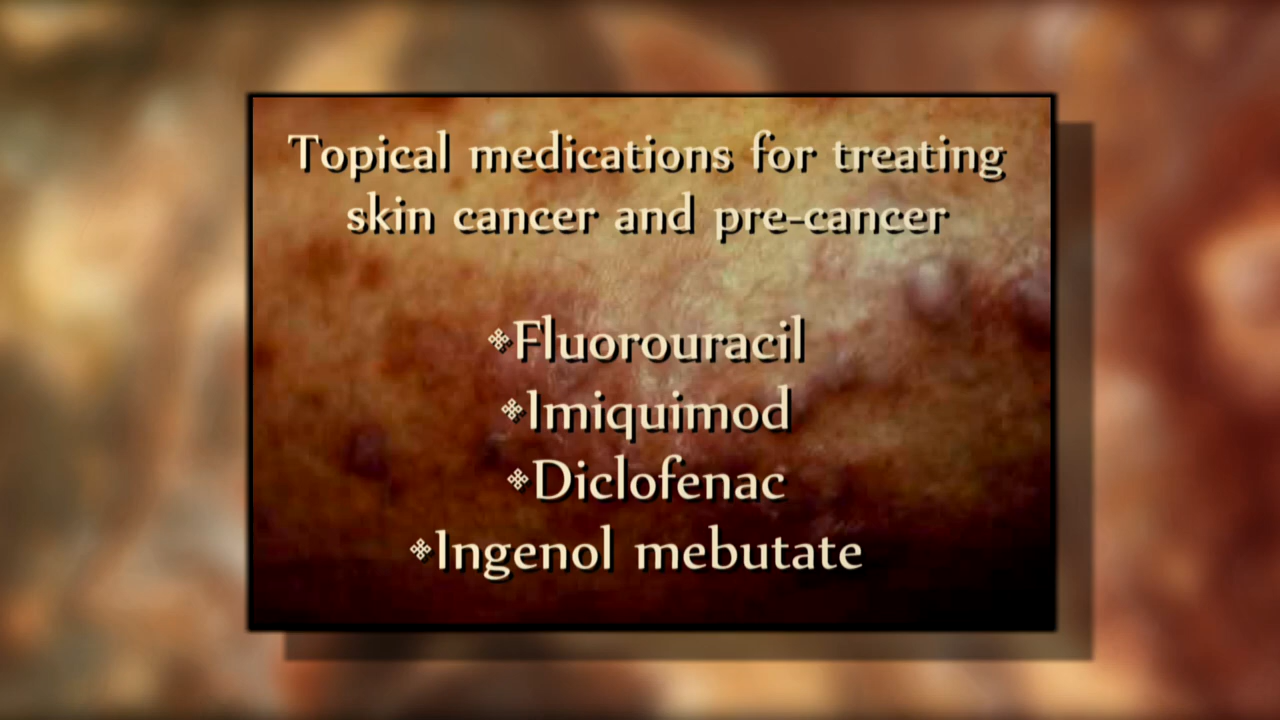 Topical medications for treating
skin cancer and pre-cancer
❖Fluorouracil
❖Imiquimod
❖Diclofenac
❖Ingenol mebutate